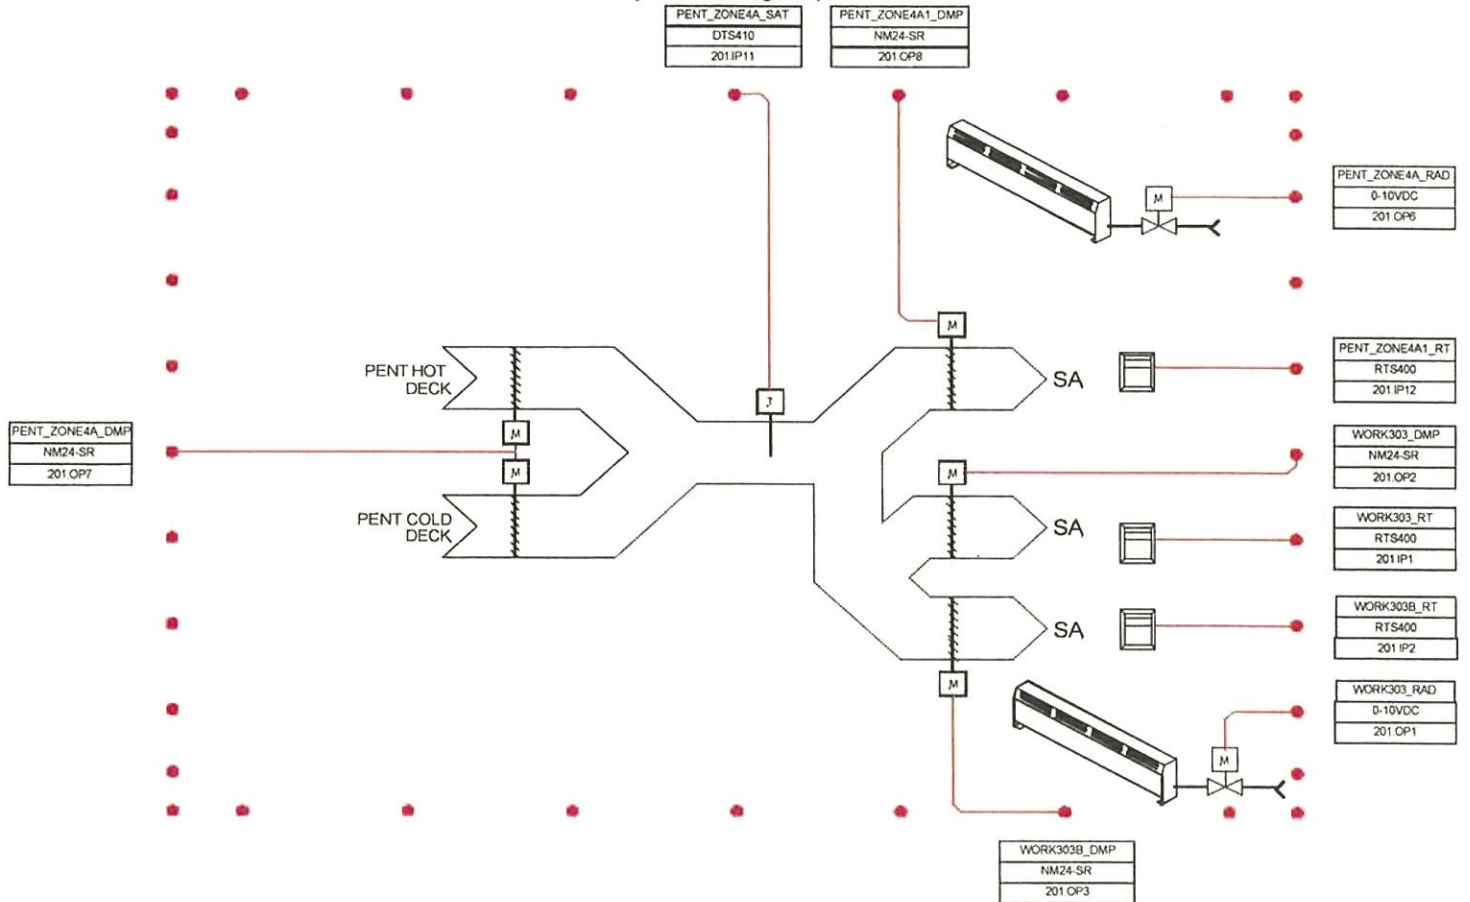 PENT_ZONE4A_SAT
DTS410
201.IP11
PENT_ZONE4A1_DMP
NM24-SR
201.OP8
PENT_ZONE4A_RAD
0-10VDC
201.OP6
M
M
PENT HOT
DECK
SA
PENT_ZONE4A1_RT
RTS400
201.IP12
PENT_ZONE4A_DMP
NM24-SR
201.OP7
M
M
M
WORK303_DMP
NM24-SR
201.OP2
PENT COLD
DECK
SA
WORK303_RT
RTS400
201.IP1
SA
WORK303B_RT
RTS400
201.IP2
M
WORK303_RAD
0-10VDC
201.OP1
M
WORK303B_DMP
NM24-SR
201.OP3